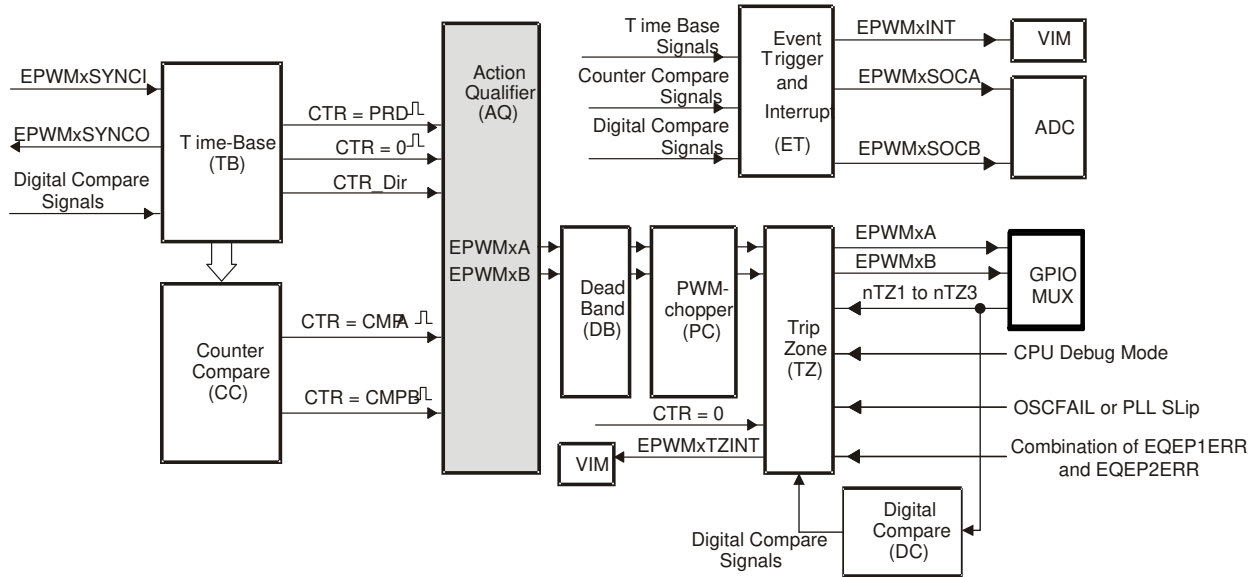 EPWMxSYNCI
EPWMxSYNCO
Digital Compare
Signals
Time-Base
(TB)
CTR = PRD
CTR = 0
CTR_Dir
Counter
Compare
(CC)
CTR = CMPA
CTR = CMPB
Action
Qualifier
(AQ)
EPWMxA
EPWMxB
Time Base
Signals
Counter Compare
Signals
Digital Compare
Signals
Event
Trigger
and
Interrupt
(ET)
EPWMxINT
EPWMxSOCA
EPWMxSOCB
VIM
ADC
Dead
Band
(DB)
PWM-
chopper
(PC)
Trip
Zone
(TZ)
EPWMxA
EPWMxB
nTZ1 to nTZ3
GPIO
MUX
CPU Debug Mode
OSCFAIL or PLL SLip
Combination of EQEP1ERR
and EQEP2ERR
CTR = 0
EPWMxTZINT
VIM
Digital Compare
Signals
Digital
Compare
(DC)